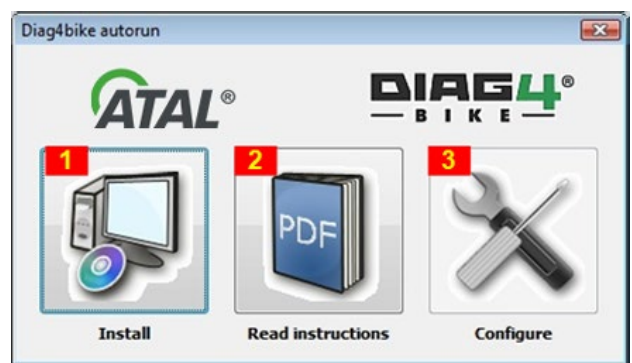 Diag4bike autorun
ATAL®
DIAG4®
BIKE
1
2
3
PDF
Install
Read instructions
Configure